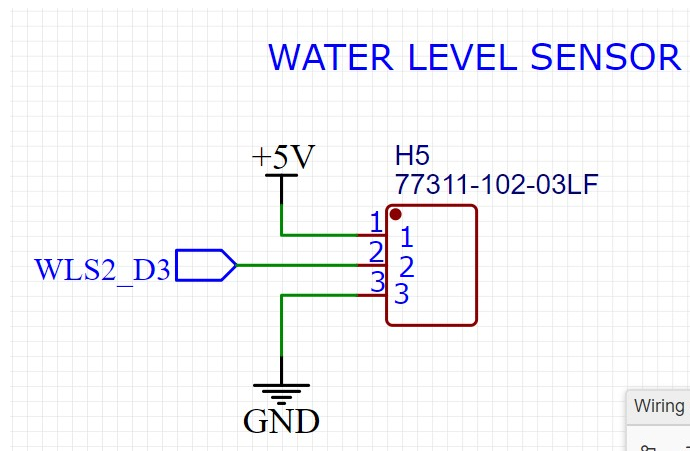 WATER LEVEL SENSOR
+5V
H5
77311-102-03LF
1
1
2
2
WLS2_D3
3
3
GND
Wiring